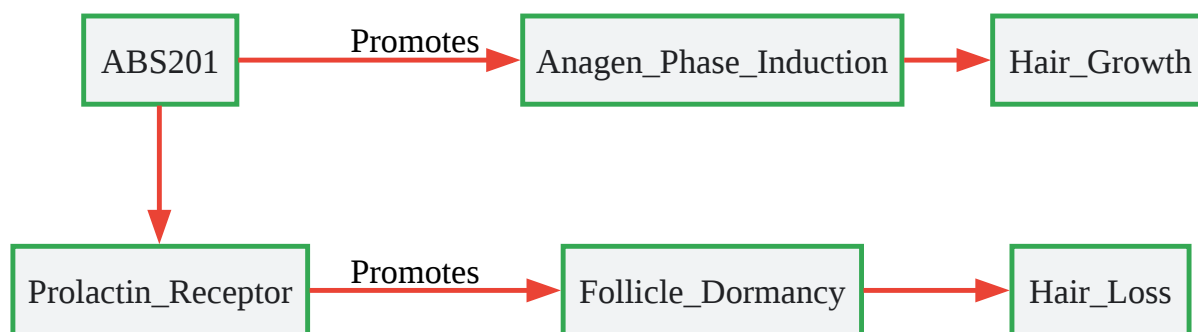 Promotes
ABS201
Anagen_Phase_Induction
Hair_Growth
Promotes
Prolactin_Receptor
Follicle_Dormancy
Hair_Loss